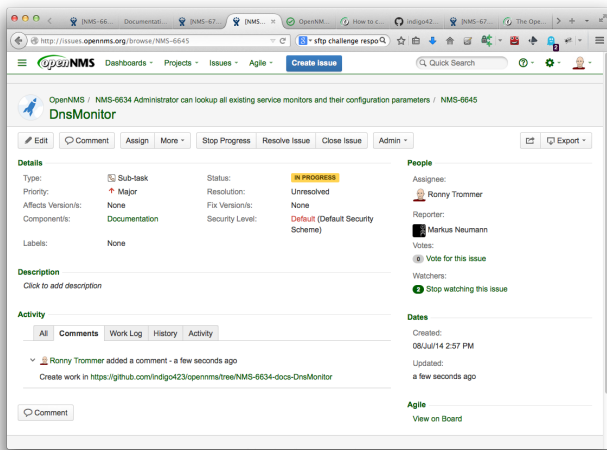 [NMS-66...
Documentati...
[NMS-67...
[NMS...
OpenNM...
How to c...
indigo42...
[NMS-67...
The Ope...
http://issues.opennms.org/browse/NMS-6645
sftp challenge respo
2
OpenNMS Dashboards Projects Issues Agile Create Issue Quick Search
OpenNMS / NMS-6634 Administrator can lookup all existing service monitors and their configuration parameters / NMS-6645
DnsMonitor
Edit Comment Assign More Stop Progress Resolve Issue Close Issue Admin Export
Details
Type: Sub-task Status: IN PROGRESS
Priority: Major Resolution: Unresolved
Affects Version/s: None Fix Version/s: None
Component/s: Documentation Security Level: Default (Default Security
Scheme)
Labels: None
Description
Click to add description
Activity
All Comments Work Log History Activity
Ronny Trommer added a comment - a few seconds ago
Create work in https://github.com/indigo423/opennms/tree/NMS-6634-docs-DnsMonitor
Comment
People
Assignee:
Ronny Trommer
Reporter:
Markus Neumann
Votes:
0 Vote for this issue
Watchers:
2 Stop watching this issue
Dates
Created:
08/Jul/14 2:57 PM
Updated:
a few seconds ago
Agile
View on Board